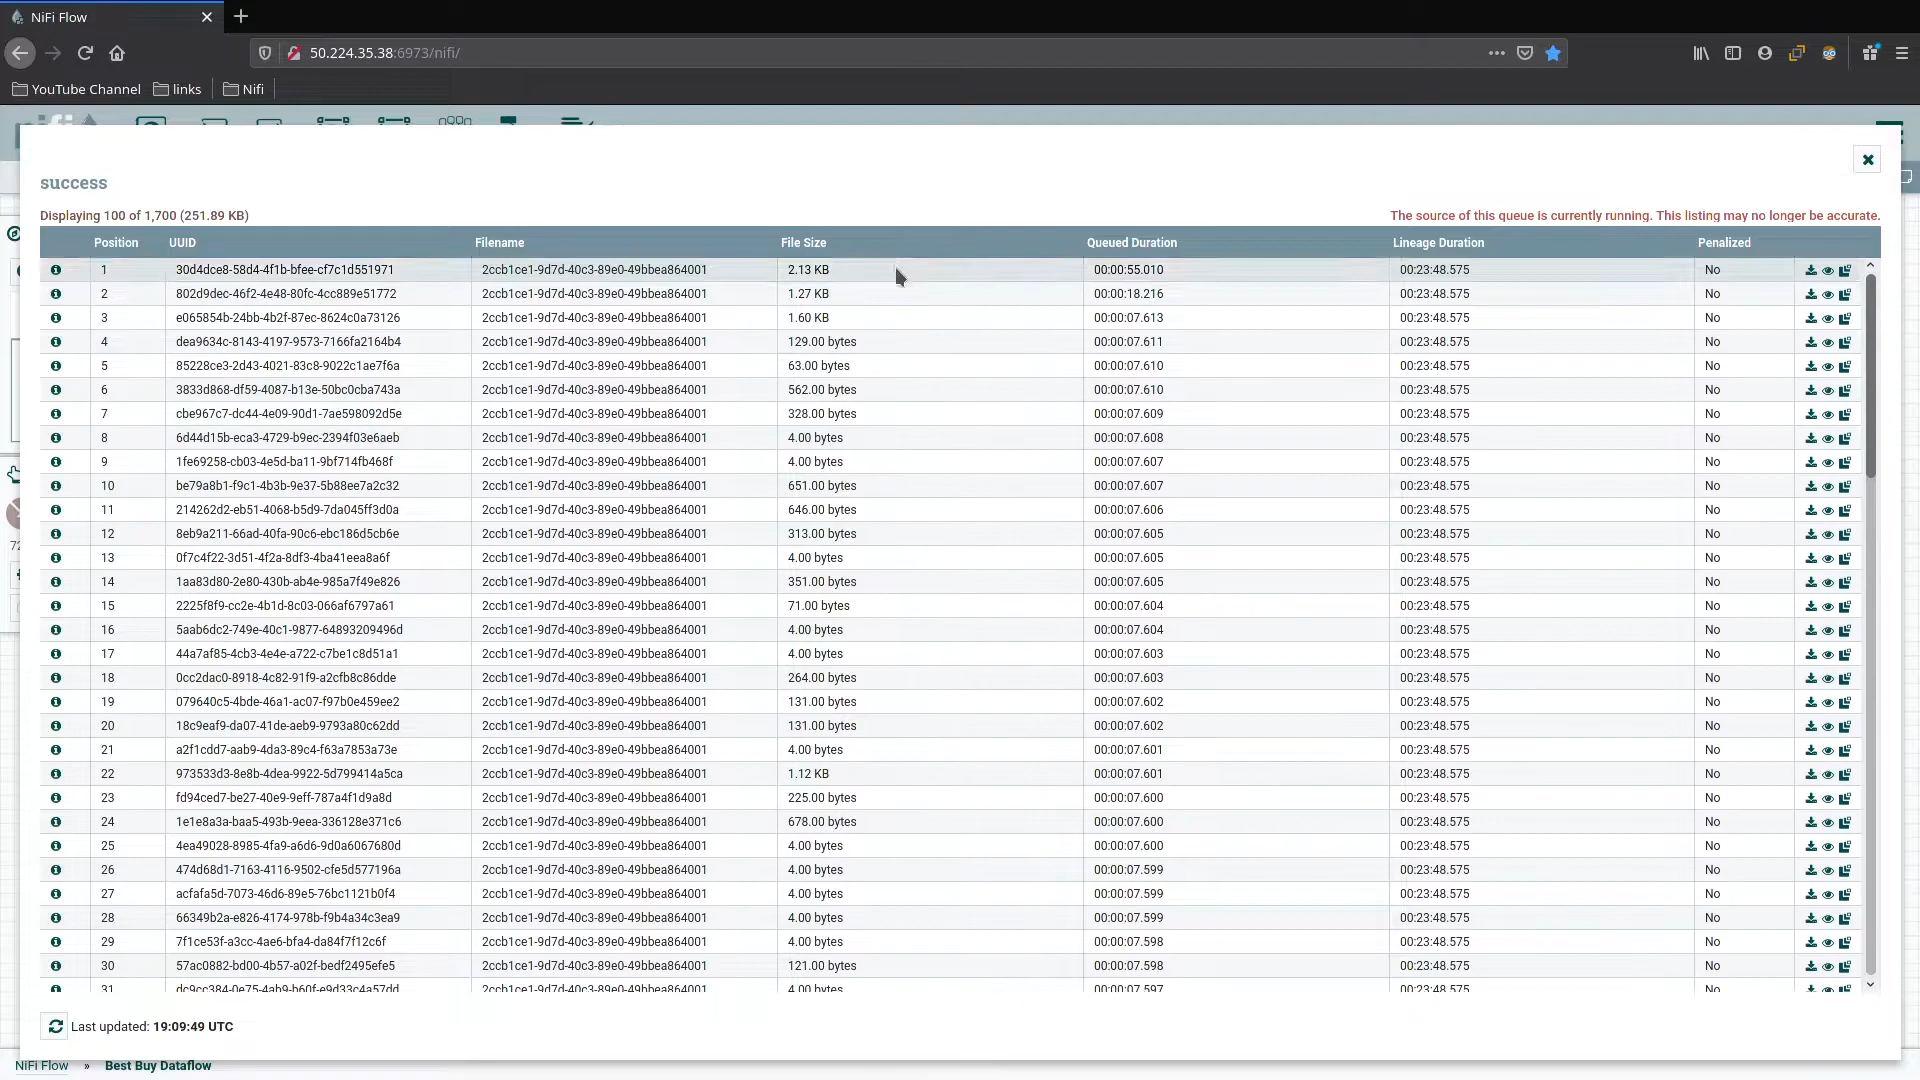 NiFi Flow
50.224.35.38:6973/nifi/
YouTube Channel links Nifi
success
Displaying 100 of 1,700 (251.89 KB) The source of this queue is currently running. This listing may no longer be accurate.
Position UUID Filename File Size Queued Duration Lineage Duration Penalized
1 30d4dce8-58d4-4f1b-bfee-cf7c1d551971 2ccb1ce1-9d7d-40c3-89e0-49bbea864001 2.13 KB 00:00:55.010 00:23:48.575 No
2 802d9dec-46f2-4e48-80fc-4cc889e51772 2ccb1ce1-9d7d-40c3-89e0-49bbea864001 1.27 KB 00:00:18.216 00:23:48.575 No
3 e065854b-24bb-4b2f-87ec-8624c0a73126 2ccb1ce1-9d7d-40c3-89e0-49bbea864001 1.60 KB 00:00:07.613 00:23:48.575 No
4 dea9634c-8143-4197-9573-7166fa2164b4 2ccb1ce1-9d7d-40c3-89e0-49bbea864001 129.00 bytes 00:00:07.611 00:23:48.575 No
5 85228ce3-2d43-4021-83c8-9022c1ae7f6a 2ccb1ce1-9d7d-40c3-89e0-49bbea864001 63.00 bytes 00:00:07.610 00:23:48.575 No
6 3833d868-df59-4087-b13e-50bc0cba743a 2ccb1ce1-9d7d-40c3-89e0-49bbea864001 562.00 bytes 00:00:07.610 00:23:48.575 No
7 cbe967c7-dc44-4e09-90d1-7ae598092d5e 2ccb1ce1-9d7d-40c3-89e0-49bbea864001 328.00 bytes 00:00:07.609 00:23:48.575 No
8 6d44d15b-eca3-4729-b9ec-2394f03e6aeb 2ccb1ce1-9d7d-40c3-89e0-49bbea864001 4.00 bytes 00:00:07.608 00:23:48.575 No
9 1fe69258-cb03-4e5d-ba11-9bf714fb468f 2ccb1ce1-9d7d-40c3-89e0-49bbea864001 4.00 bytes 00:00:07.607 00:23:48.575 No
10 be79a8b1-f9c1-4b3b-9e37-5b88ee7a2c32 2ccb1ce1-9d7d-40c3-89e0-49bbea864001 651.00 bytes 00:00:07.607 00:23:48.575 No
11 214262d2-eb51-4068-b5d9-7da045ff3d0a 2ccb1ce1-9d7d-40c3-89e0-49bbea864001 646.00 bytes 00:00:07.606 00:23:48.575 No
12 8eb9a211-66ad-40fa-90c6-ebc186d5cb6e 2ccb1ce1-9d7d-40c3-89e0-49bbea864001 313.00 bytes 00:00:07.605 00:23:48.575 No
13 0f7c4f22-3d51-4f2a-8df3-4ba41eea8a6f 2ccb1ce1-9d7d-40c3-89e0-49bbea864001 4.00 bytes 00:00:07.605 00:23:48.575 No
14 1aa83d80-2e80-430b-ab4e-985a7f49e826 2ccb1ce1-9d7d-40c3-89e0-49bbea864001 351.00 bytes 00:00:07.605 00:23:48.575 No
15 2225f8f9-cc2e-4b1d-8c03-066af6797a61 2ccb1ce1-9d7d-40c3-89e0-49bbea864001 71.00 bytes 00:00:07.604 00:23:48.575 No
16 5aab6dc2-749e-40c1-9877-64893209496d 2ccb1ce1-9d7d-40c3-89e0-49bbea864001 4.00 bytes 00:00:07.604 00:23:48.575 No
17 44a7af85-4cb3-4e4e-a722-c7be1c8d51a1 2ccb1ce1-9d7d-40c3-89e0-49bbea864001 4.00 bytes 00:00:07.603 00:23:48.575 No
18 0cc2dac0-8918-4c82-91f9-a2cfb8c86dde 2ccb1ce1-9d7d-40c3-89e0-49bbea864001 264.00 bytes 00:00:07.603 00:23:48.575 No
19 079640c5-4bde-46a1-ac07-f97b0e459ee2 2ccb1ce1-9d7d-40c3-89e0-49bbea864001 131.00 bytes 00:00:07.602 00:23:48.575 No
20 18c9eaf9-da07-41de-aeb9-9793a80c62dd 2ccb1ce1-9d7d-40c3-89e0-49bbea864001 131.00 bytes 00:00:07.602 00:23:48.575 No
21 a2f1cdd7-aab9-4da3-89c4-f63a7853a73e 2ccb1ce1-9d7d-40c3-89e0-49bbea864001 4.00 bytes 00:00:07.601 00:23:48.575 No
22 973533d3-8e8b-4dea-9922-5d799414a5ca 2ccb1ce1-9d7d-40c3-89e0-49bbea864001 1.12 KB 00:00:07.601 00:23:48.575 No
23 fd94ced7-be27-40e9-9eff-787a4f1d9a8d 2ccb1ce1-9d7d-40c3-89e0-49bbea864001 225.00 bytes 00:00:07.600 00:23:48.575 No
24 1e1e8a3a-baa5-493b-9eea-336128e371c6 2ccb1ce1-9d7d-40c3-89e0-49bbea864001 678.00 bytes 00:00:07.600 00:23:48.575 No
25 4ea49028-8985-4fa9-a6d6-9d0a6067680d 2ccb1ce1-9d7d-40c3-89e0-49bbea864001 4.00 bytes 00:00:07.600 00:23:48.575 No
26 474d68d1-7163-4116-9502-cfe5d577196a 2ccb1ce1-9d7d-40c3-89e0-49bbea864001 4.00 bytes 00:00:07.599 00:23:48.575 No
27 acfafa5d-7073-46d6-89e5-76bc1121b0f4 2ccb1ce1-9d7d-40c3-89e0-49bbea864001 4.00 bytes 00:00:07.599 00:23:48.575 No
28 66349b2a-e826-4174-978b-f9b4a34c3ea9 2ccb1ce1-9d7d-40c3-89e0-49bbea864001 4.00 bytes 00:00:07.599 00:23:48.575 No
29 7f1ce53f-a3cc-4ae6-bfa4-da84f7f12c6f 2ccb1ce1-9d7d-40c3-89e0-49bbea864001 4.00 bytes 00:00:07.598 00:23:48.575 No
30 57ac0882-bd00-4b57-a02f-bedf2495efe5 2ccb1ce1-9d7d-40c3-89e0-49bbea864001 121.00 bytes 00:00:07.598 00:23:48.575 No
31 dc9cc384-0e75-4ab9-b60f-e9d33c4a57dd 2ccb1ce1-9d7d-40c3-89e0-49bbea864001 4.00 bytes 00:00:07.597 00:23:48.575 No
Last updated: 19:09:49 UTC
NiFi Flow » Best Buy Dataflow